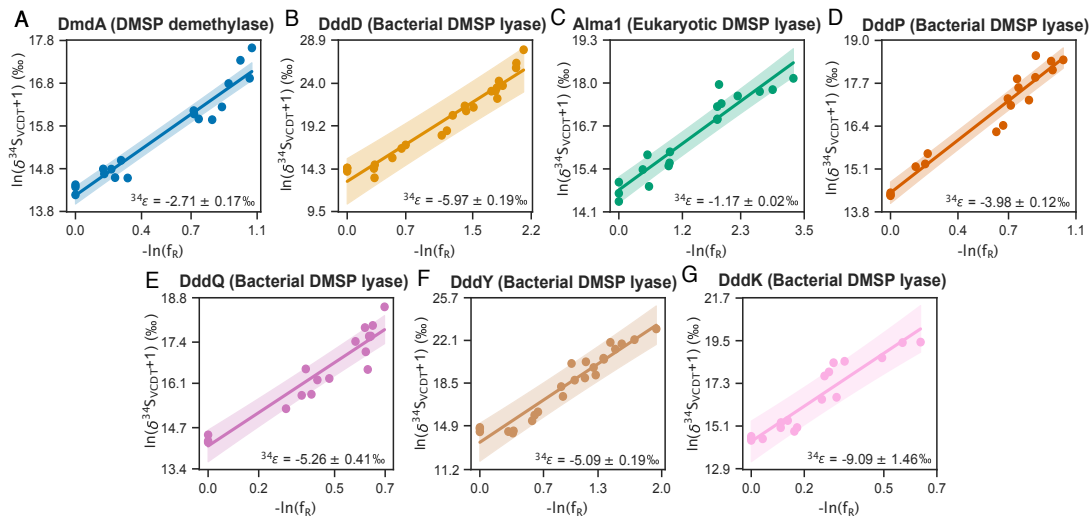 A
DmdA (DMSP demethylase)
ln(δ³⁴S_VCDT+1) (‰)
17.8
16.8
15.8
14.8
13.8
³⁴ε = -2.71 ± 0.17‰
0.0
0.4
0.7
1.1
-ln(f_R)
B
DddD (Bacterial DMSP lyase)
ln(δ³⁴S_VCDT+1) (‰)
28.9
24.0
19.2
14.3
9.5
³⁴ε = -5.97 ± 0.19‰
0.0
0.7
1.5
2.2
-ln(f_R)
C
Alma1 (Eukaryotic DMSP lyase)
ln(δ³⁴S_VCDT+1) (‰)
19.3
18.0
16.7
15.4
14.1
³⁴ε = -1.17 ± 0.02‰
0.0
1.2
2.3
3.5
-ln(f_R)
D
DddP (Bacterial DMSP lyase)
ln(δ³⁴S_VCDT+1) (‰)
19.0
17.7
16.4
15.1
13.8
³⁴ε = -3.98 ± 0.12‰
0.0
0.4
0.7
1.1
-ln(f_R)
E
DddQ (Bacterial DMSP lyase)
ln(δ³⁴S_VCDT+1) (‰)
18.8
17.4
16.1
14.7
13.4
³⁴ε = -5.26 ± 0.41‰
0.0
0.2
0.5
0.7
-ln(f_R)
F
DddY (Bacterial DMSP lyase)
ln(δ³⁴S_VCDT+1) (‰)
25.7
22.1
18.5
14.9
11.2
³⁴ε = -5.09 ± 0.19‰
0.0
0.7
1.3
2.0
-ln(f_R)
G
DddK (Bacterial DMSP lyase)
ln(δ³⁴S_VCDT+1) (‰)
21.7
19.5
17.3
15.1
12.9
³⁴ε = -9.09 ± 1.46‰
0.0
0.2
0.5
0.7
-ln(f_R)